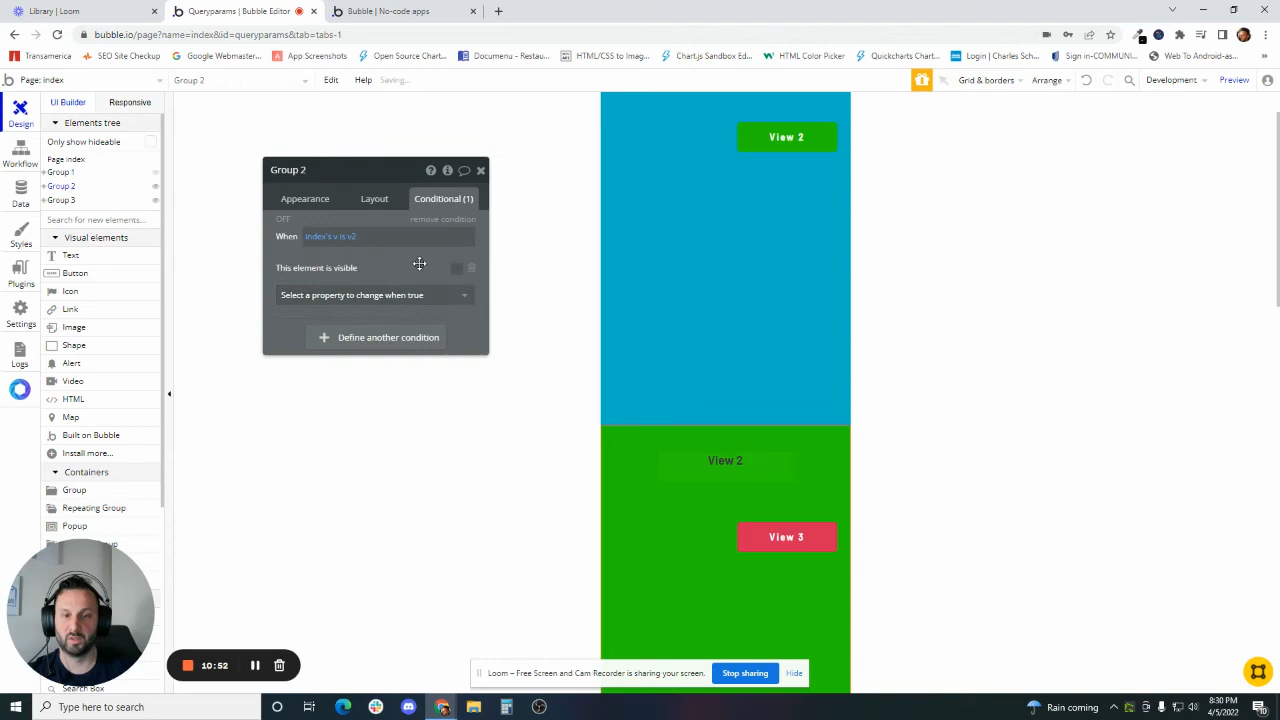 Library | Loom
Queryparams | Bubble Editor
Bubble | No-code apps
bubble.io/page?name=index&id=queryparams&tab=tabs-1
Transamerica
SEO Site Checkup
Google Webmaster...
App Screenshots
Open Source Chart...
Documenu - Restau...
HTML/CSS to Imag...
Chart.js Sandbox Ed...
HTML Color Picker
Quickcharts Chart...
Login | Charles Sch...
BIN-COMMUNI...
Web To Android-a...
Page: index
Group 2
Edit
Help
Saving...
Grid & borders
Arrange
Development
Preview
Design
Workflow
Data
Styles
Plugins
Settings
Logs
UI Builder
Responsive
Elements tree
Only show hideable
Page index
Group 1
Group 2
Group 3
Search for new elements...
Visual elements
Text
Button
CLICK
Icon
Link
Image
Shape
Alert
Video
</> HTML
Map
Built on Bubble
Install more...
Containers
Group
Repeating Group
Popup
Search Box
Group 2
Appearance
Layout
Conditional (1)
OFF
remove condition
When
index's v is v2
This element is visible
Select a property to change when true
Define another condition
View 2
View 2
View 3
10:52
Loom – Free Screen and Cam Recorder is sharing your screen.
Stop sharing
Hide
Type here to search
Rain coming
8:30 PM
4/5/2022